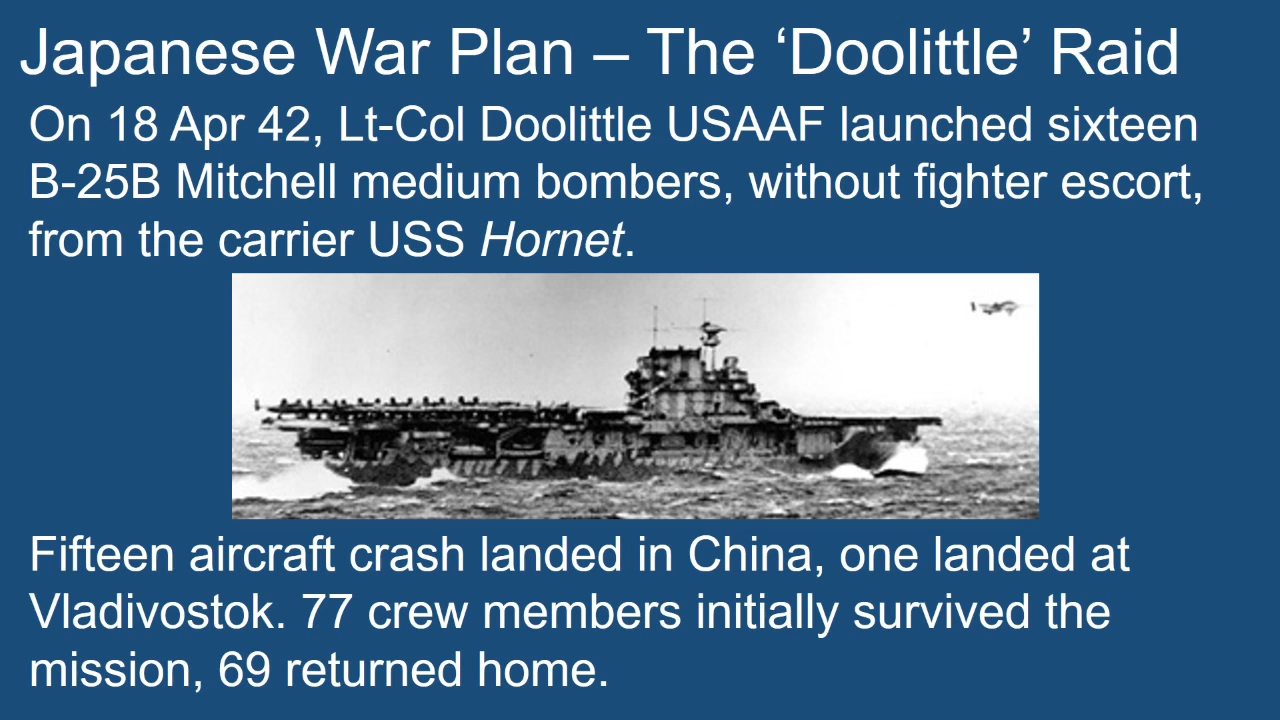 Japanese War Plan – The ‘Doolittle’ Raid
On 18 Apr 42, Lt-Col Doolittle USAAF launched sixteen
B-25B Mitchell medium bombers, without fighter escort,
from the carrier USS Hornet.
Fifteen aircraft crash landed in China, one landed at
Vladivostok. 77 crew members initially survived the
mission, 69 returned home.